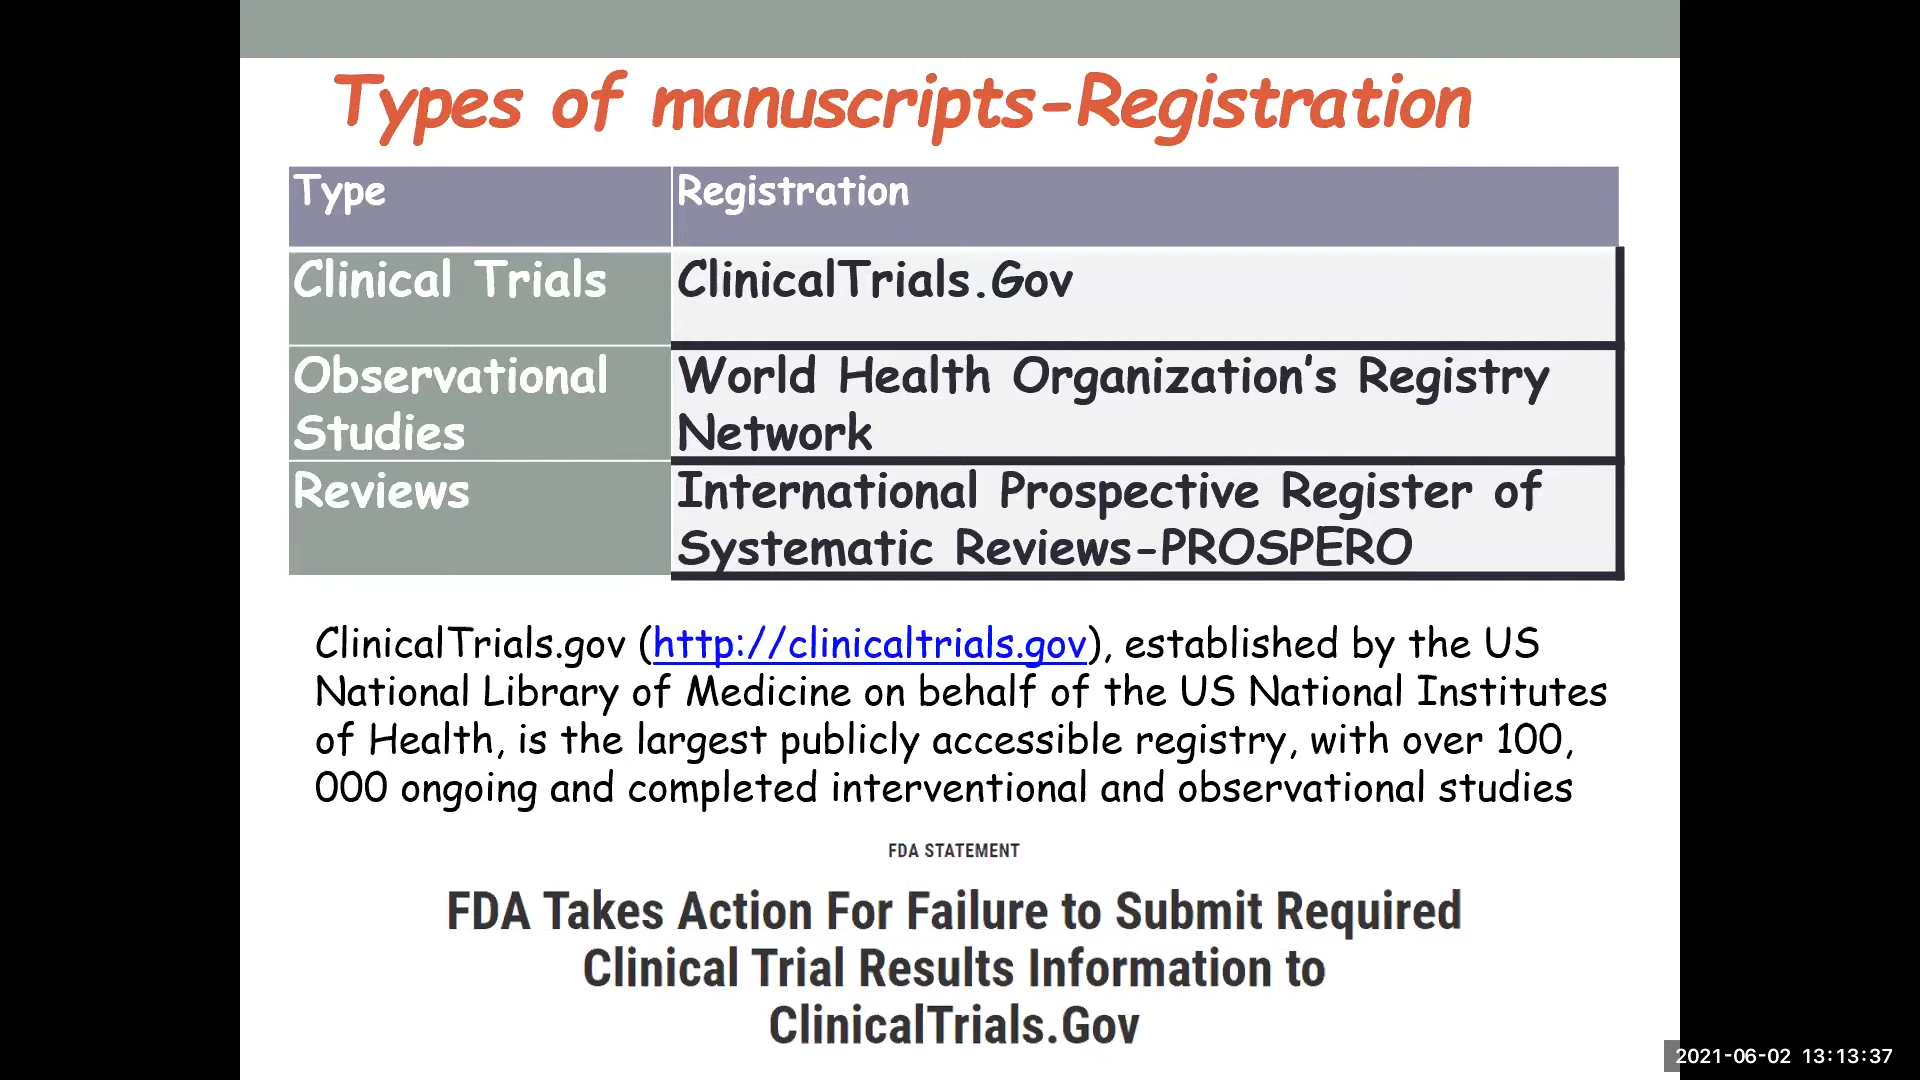 Types of manuscripts-Registration
Type
Registration
Clinical Trials
ClinicalTrials.Gov
Observational
Studies
World Health Organization's Registry
Network
Reviews
International Prospective Register of
Systematic Reviews-PROSPERO
ClinicalTrials.gov (http://clinicaltrials.gov), established by the US
National Library of Medicine on behalf of the US National Institutes
of Health, is the largest publicly accessible registry, with over 100,
000 ongoing and completed interventional and observational studies
FDA STATEMENT
FDA Takes Action For Failure to Submit Required
Clinical Trial Results Information to
ClinicalTrials.Gov
2021-06-02 13:13:37